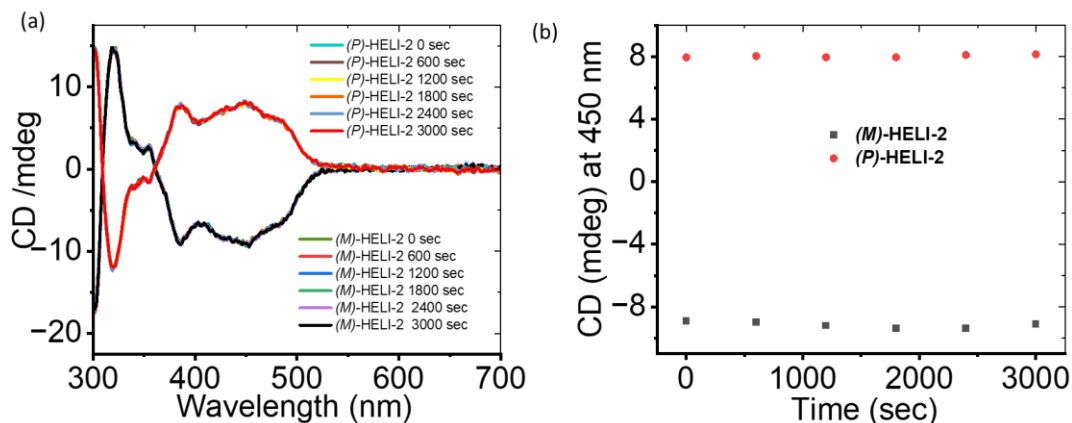 (a)
CD /mdeg
10
0
−10
−20
(P)-HELI-2 0 sec
(P)-HELI-2 600 sec
(P)-HELI-2 1200 sec
(P)-HELI-2 1800 sec
(P)-HELI-2 2400 sec
(P)-HELI-2 3000 sec
(M)-HELI-2 0 sec
(M)-HELI-2 600 sec
(M)-HELI-2 1200 sec
(M)-HELI-2 1800 sec
(M)-HELI-2 2400 sec
(M)-HELI-2 3000 sec
300 400 500 600 700
Wavelength (nm)
(b)
CD (mdeg) at 450 nm
8
4
0
−4
−8
(M)-HELI-2
(P)-HELI-2
0 1000 2000 3000
Time (sec)